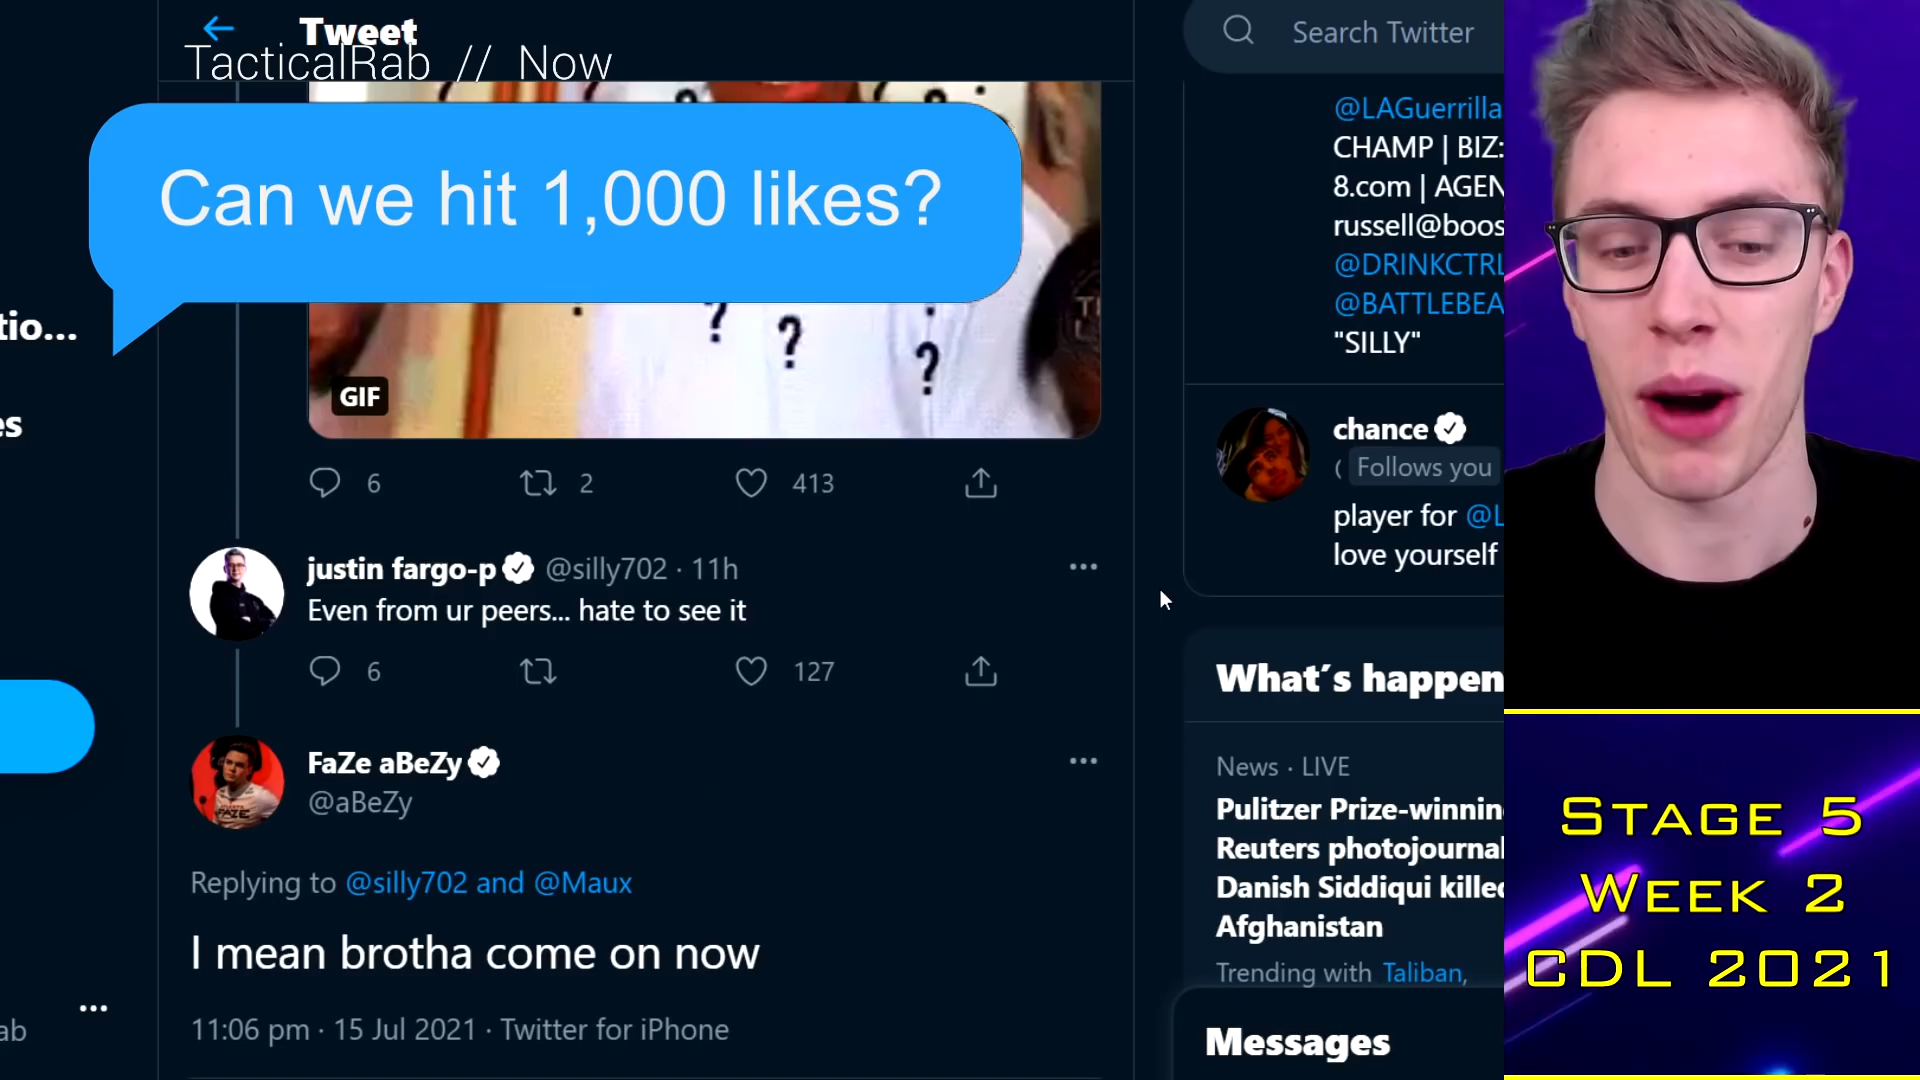 Tweet
TacticalRab // Now
Can we hit 1,000 likes?
tio...
es
GIF
6 2 413
justin fargo-p @silly702 · 11h
Even from ur peers... hate to see it
6 127
FaZe aBeZy
@aBeZy
Replying to @silly702 and @Maux
I mean brotha come on now
11:06 pm · 15 Jul 2021 · Twitter for iPhone
ab
Search Twitter
@LAGuerrilla
CHAMP | BIZ:
8.com | AGEN
russell@boos
@DRINKCTRL
@BATTLEBEA
"SILLY"
chance
( Follows you
player for @L
love yourself
What's happen
News · LIVE
Pulitzer Prize-winnin
Reuters photojournal
Danish Siddiqui killed
Afghanistan
Trending with Taliban,
Messages
STAGE 5
WEEK 2
CDL 2021